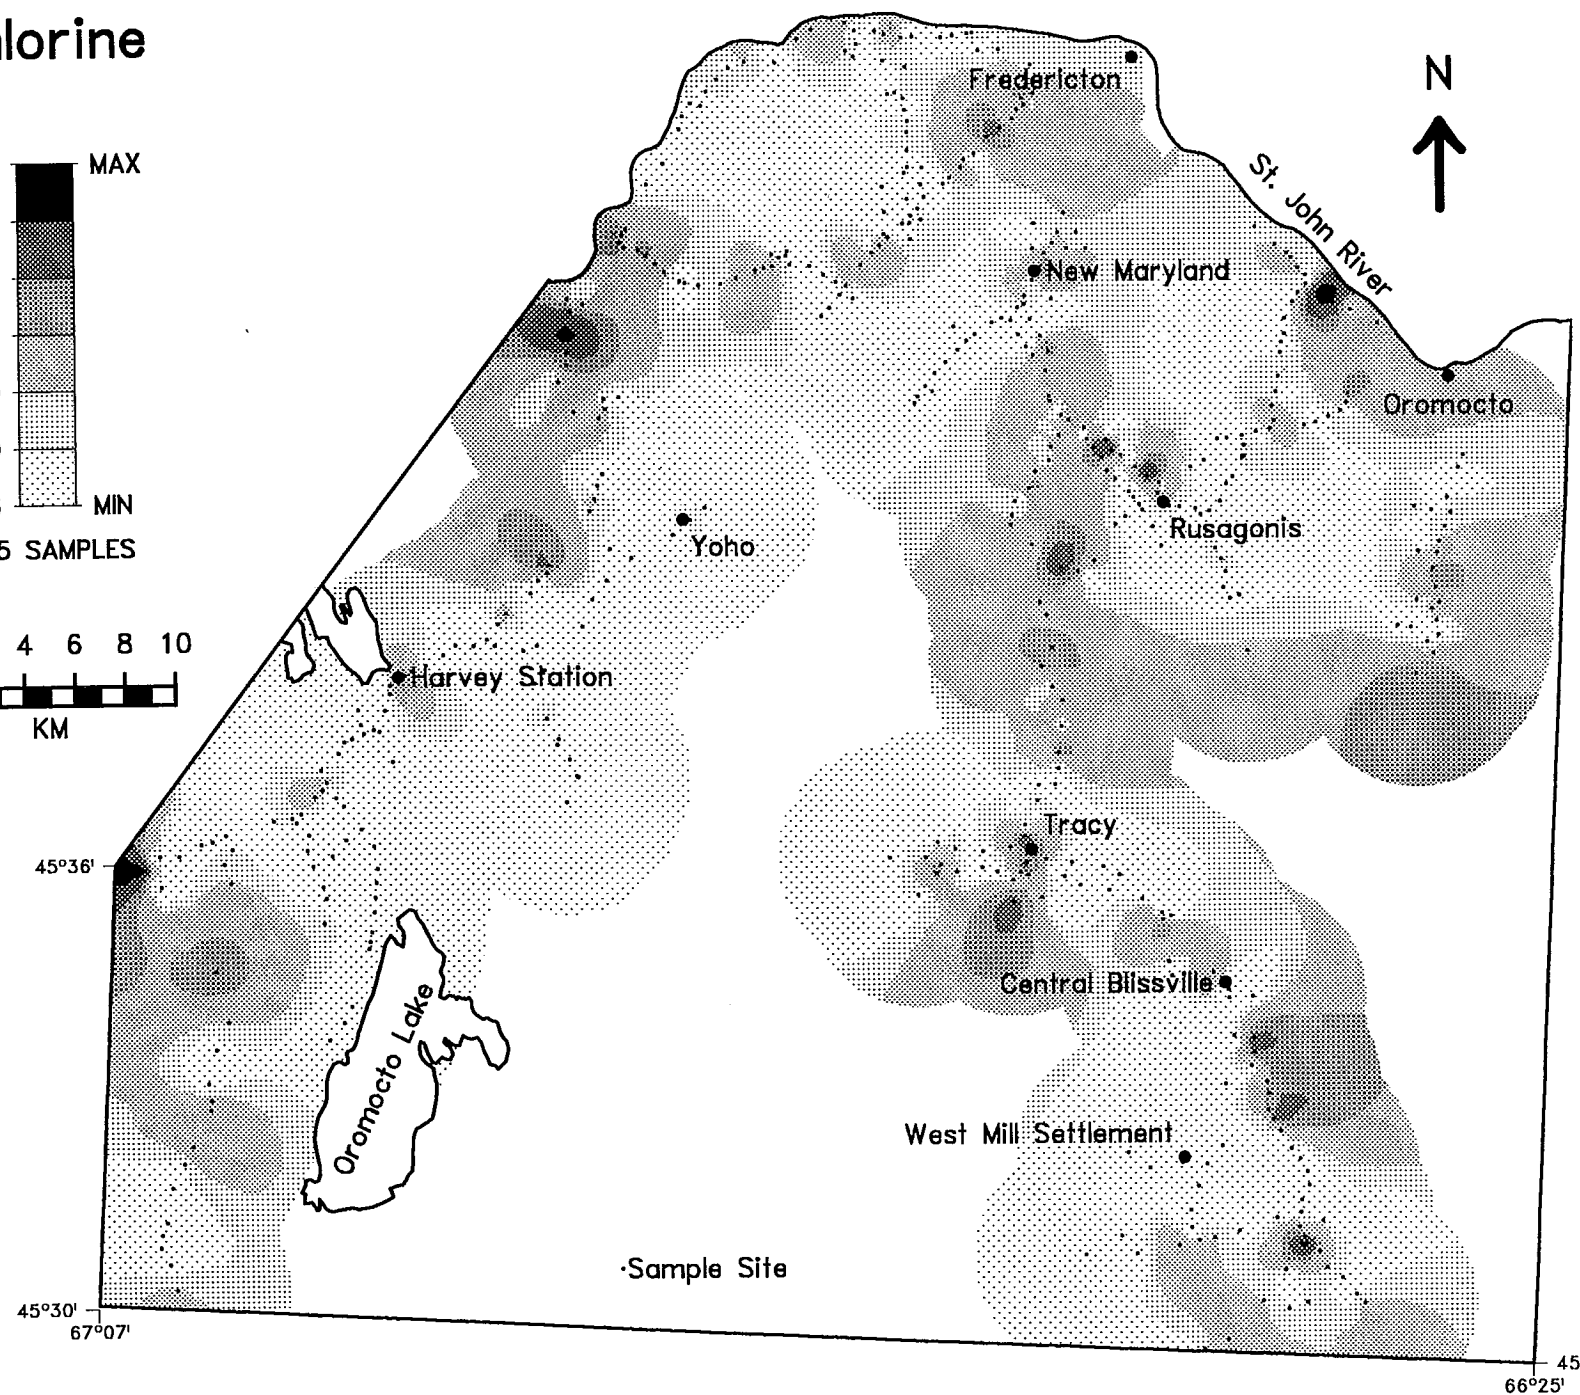 lorine
N
MAX
MIN
5 SAMPLES
4 6 8 10
KM
Fredericton
St. John River
New Maryland
Oromocto
Rusagonis
Yoho
Harvey Station
Tracy
45°36'
Central Blissville
Oromocto Lake
West Mill Settlement
Sample Site
45°30'
67°07'
45
66°25'